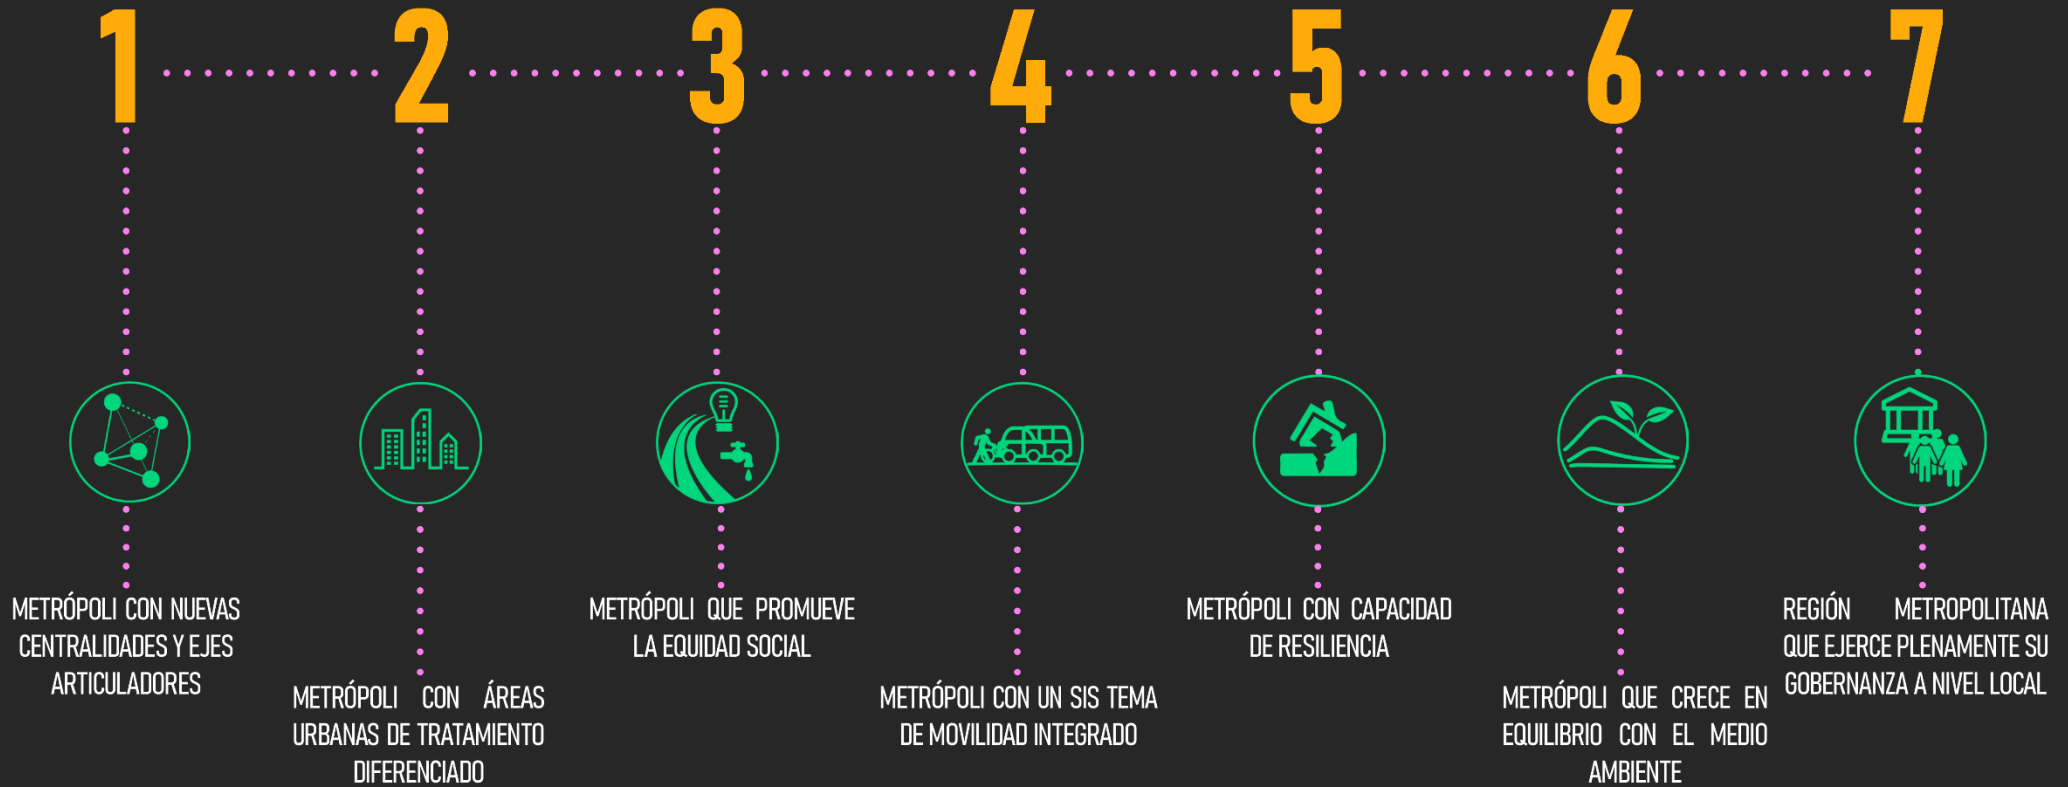 1
2
3
4
5
6
7
METRÓPOLI CON NUEVAS
CENTRALIDADES Y EJES
ARTICULADORES
METRÓPOLI CON ÁREAS
URBANAS DE TRATAMIENTO
DIFERENCIADO
METRÓPOLI QUE PROMUEVE
LA EQUIDAD SOCIAL
METRÓPOLI CON UN SIS TEMA
DE MOVILIDAD INTEGRADO
METRÓPOLI CON CAPACIDAD
DE RESILIENCIA
METRÓPOLI QUE CRECE EN
EQUILIBRIO CON EL MEDIO
AMBIENTE
REGIÓN METROPOLITANA
QUE EJERCE PLENAMENTE SU
GOBERNANZA A NIVEL LOCAL